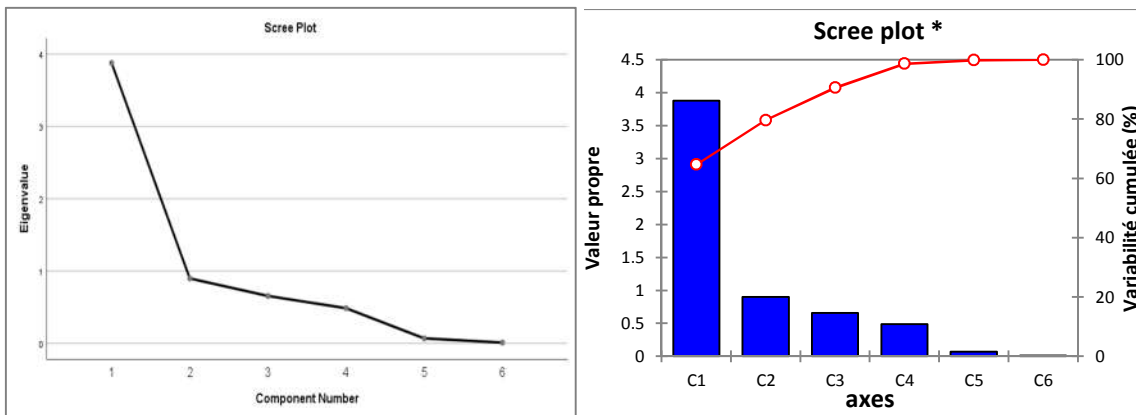 Scree Plot
4
3
2
1
0
Eigenvalue
1 2 3 4 5 6
Component Number
Scree plot *
4.5
4
3.5
3
2.5
2
1.5
1
0.5
0
Valeur propre
100
80
60
40
20
0
Variabilité cumulée (%)
C1 C2 C3 C4 C5 C6
axes